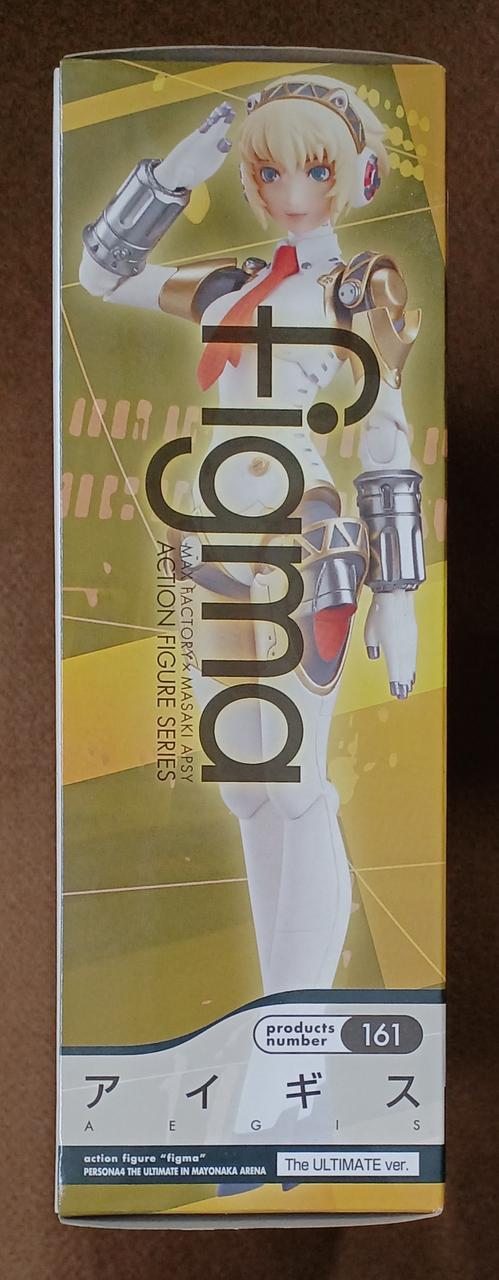 figma
MAX FACTORY × MASAKI APSY
ACTION FIGURE SERIES
products
number 161
アイギス
AEGIS
action figure "figma"
PERSONA4 THE ULTIMATE IN MAYONAKA ARENA
The ULTIMATE ver.